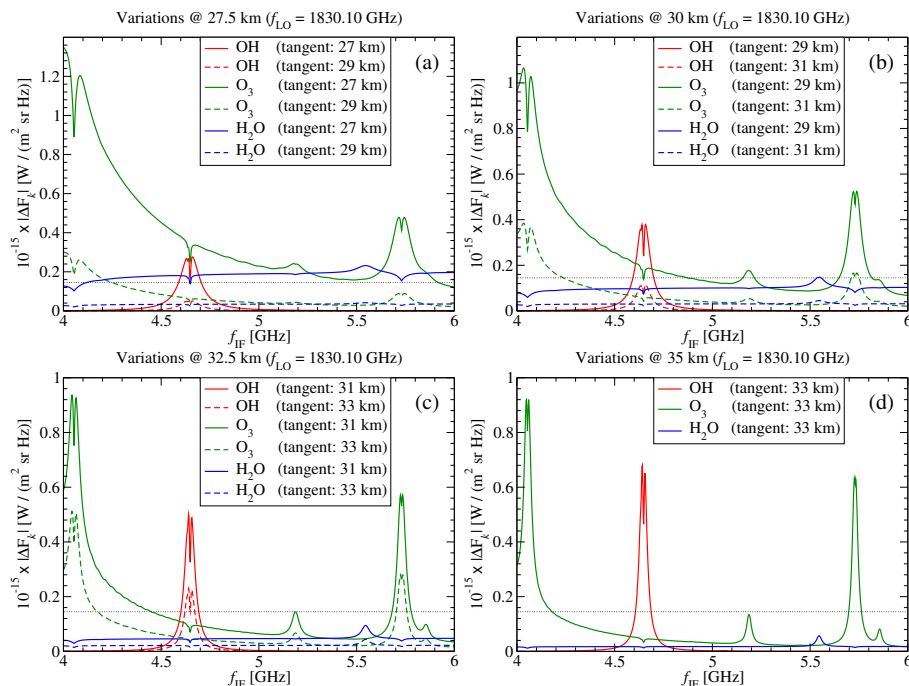 Variations @ 27.5 km (f_LO = 1830.10 GHz)
(a)
OH (tangent: 27 km)
OH (tangent: 29 km)
O3 (tangent: 27 km)
O3 (tangent: 29 km)
H2O (tangent: 27 km)
H2O (tangent: 29 km)
10^-15 x |ΔF_k| [W / (m^2 sr Hz)]
1.2
1
0.8
0.6
0.4
0.2
0
4 4.5 5 5.5 6
f_IF [GHz]
Variations @ 30 km (f_LO = 1830.10 GHz)
(b)
OH (tangent: 29 km)
OH (tangent: 31 km)
O3 (tangent: 29 km)
O3 (tangent: 31 km)
H2O (tangent: 29 km)
H2O (tangent: 31 km)
10^-15 x |ΔF_k| [W / (m^2 sr Hz)]
1
0.8
0.6
0.4
0.2
0
4 4.5 5 5.5 6
f_IF [GHz]
Variations @ 32.5 km (f_LO = 1830.10 GHz)
(c)
OH (tangent: 31 km)
OH (tangent: 33 km)
O3 (tangent: 31 km)
O3 (tangent: 33 km)
H2O (tangent: 31 km)
H2O (tangent: 33 km)
10^-15 x |ΔF_k| [W / (m^2 sr Hz)]
1
0.8
0.6
0.4
0.2
0
4 4.5 5 5.5 6
f_IF [GHz]
Variations @ 35 km (f_LO = 1830.10 GHz)
(d)
OH (tangent: 33 km)
O3 (tangent: 33 km)
H2O (tangent: 33 km)
10^-15 x |ΔF_k| [W / (m^2 sr Hz)]
1
0.8
0.6
0.4
0.2
0
4 4.5 5 5.5 6
f_IF [GHz]